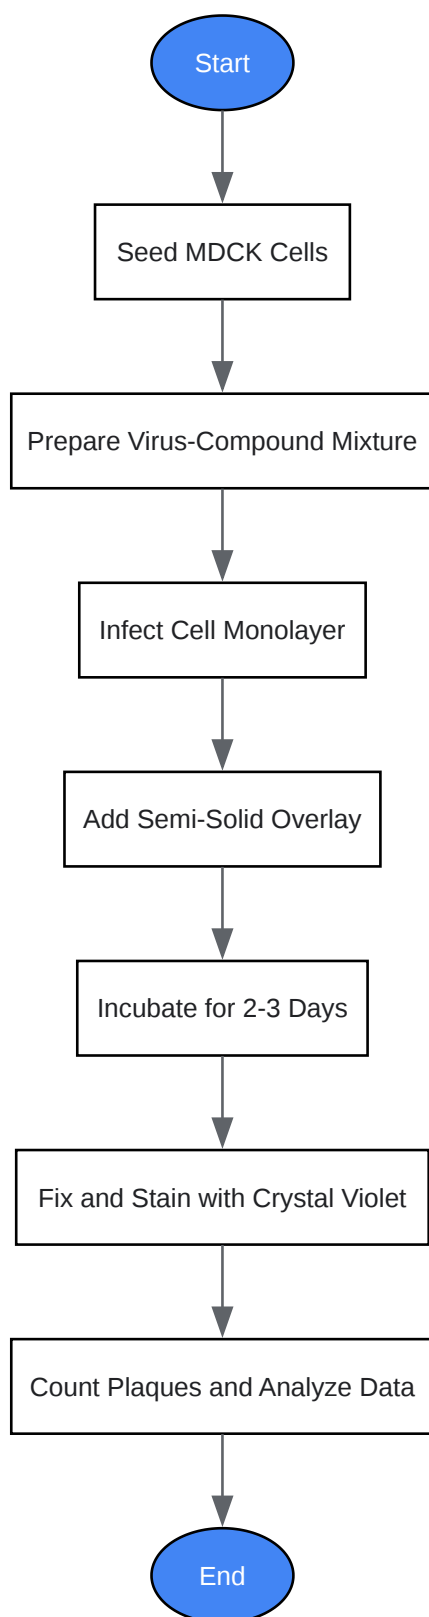 Start
Seed MDCK Cells
Prepare Virus-Compound Mixture
Infect Cell Monolayer
Add Semi-Solid Overlay
Incubate for 2-3 Days
Fix and Stain with Crystal Violet
Count Plaques and Analyze Data
End